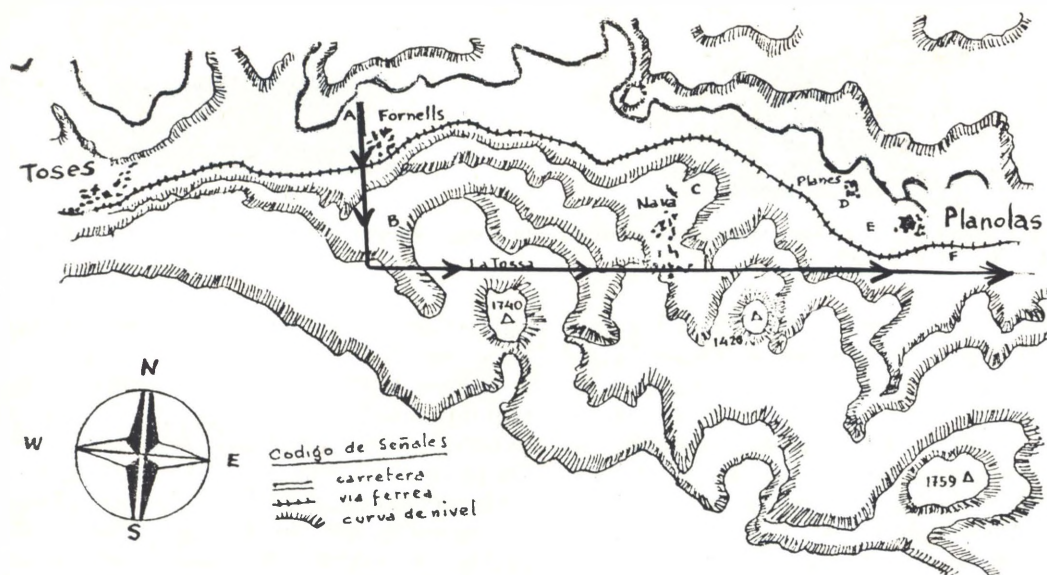 A
Fornells
Toses
Planes
D
C
Nava
B
E
Planolas
F
La Tossa
1740
1420
1759
N
W
E
S
Codigo de Señales
carretera
via ferrea
curva de nivel